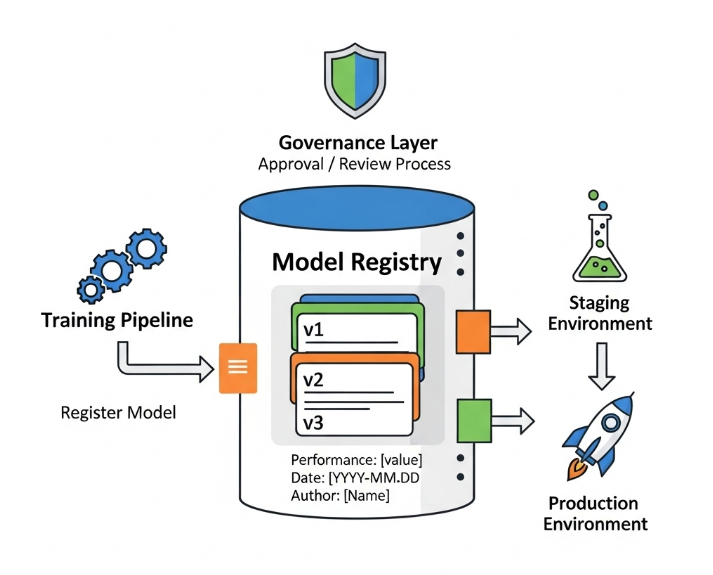 Governance Layer
Approval / Review Process
Model Registry
Training Pipeline
Register Model
v1
v2
v3
Performance: [value]
Date: [YYYY-MM.DD
Author: [Name]
Staging
Environment
Production
Environment